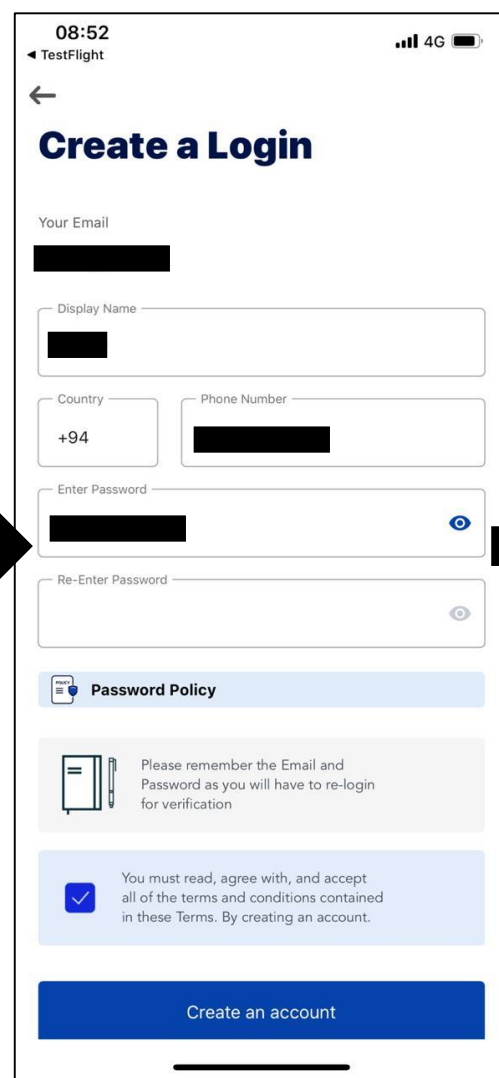 08:52
4G
◀ TestFlight
Create a Login
Your Email
Display Name
Country
Phone Number
+94
Enter Password
Re-Enter Password
POLICY
Password Policy
Please remember the Email and
Password as you will have to re-login
for verification
You must read, agree with, and accept
all of the terms and conditions contained
in these Terms. By creating an account.
Create an account